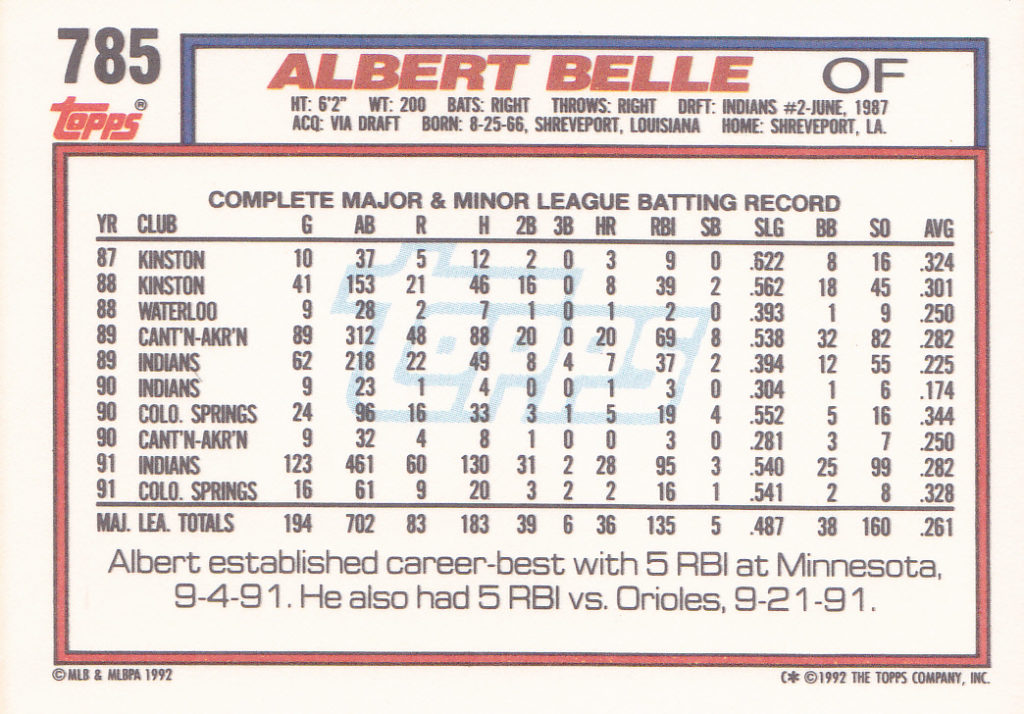 785
ALBERT BELLE OF
topps®
HT: 6'2" WT: 200 BATS: RIGHT THROWS: RIGHT DRFT: INDIANS #2-JUNE, 1987
ACQ: VIA DRAFT BORN: 8-25-66, SHREVEPORT, LOUISIANA HOME: SHREVEPORT, LA.
COMPLETE MAJOR & MINOR LEAGUE BATTING RECORD
YR CLUB G AB R H 2B 3B HR RBI SB SLG BB SO AVG
87 KINSTON 10 37 5 12 2 0 3 9 0 .622 8 16 .324
88 KINSTON 41 153 21 46 16 0 8 39 2 .562 18 45 .301
88 WATERLOO 9 28 2 7 1 0 1 2 0 .393 1 9 .250
89 CANT'N-AKR'N 89 312 48 88 20 0 20 69 8 .538 32 82 .282
89 INDIANS 62 218 22 49 8 4 7 37 2 .394 12 55 .225
90 INDIANS 9 23 1 4 0 0 1 3 0 .304 1 6 .174
90 COLO. SPRINGS 24 96 16 33 3 1 5 19 4 .552 5 16 .344
90 CANT'N-AKR'N 9 32 4 8 1 0 0 3 0 .281 3 7 .250
91 INDIANS 123 461 60 130 31 2 28 95 3 .540 25 99 .282
91 COLO. SPRINGS 16 61 9 20 3 2 2 16 1 .541 2 8 .328
MAJ. LEA. TOTALS 194 702 83 183 39 6 36 135 5 .487 38 160 .261
topps
Albert established career-best with 5 RBI at Minnesota,
9-4-91. He also had 5 RBI vs. Orioles, 9-21-91.
©MLB & MLBPA 1992
C* ©1992 THE TOPPS COMPANY, INC.